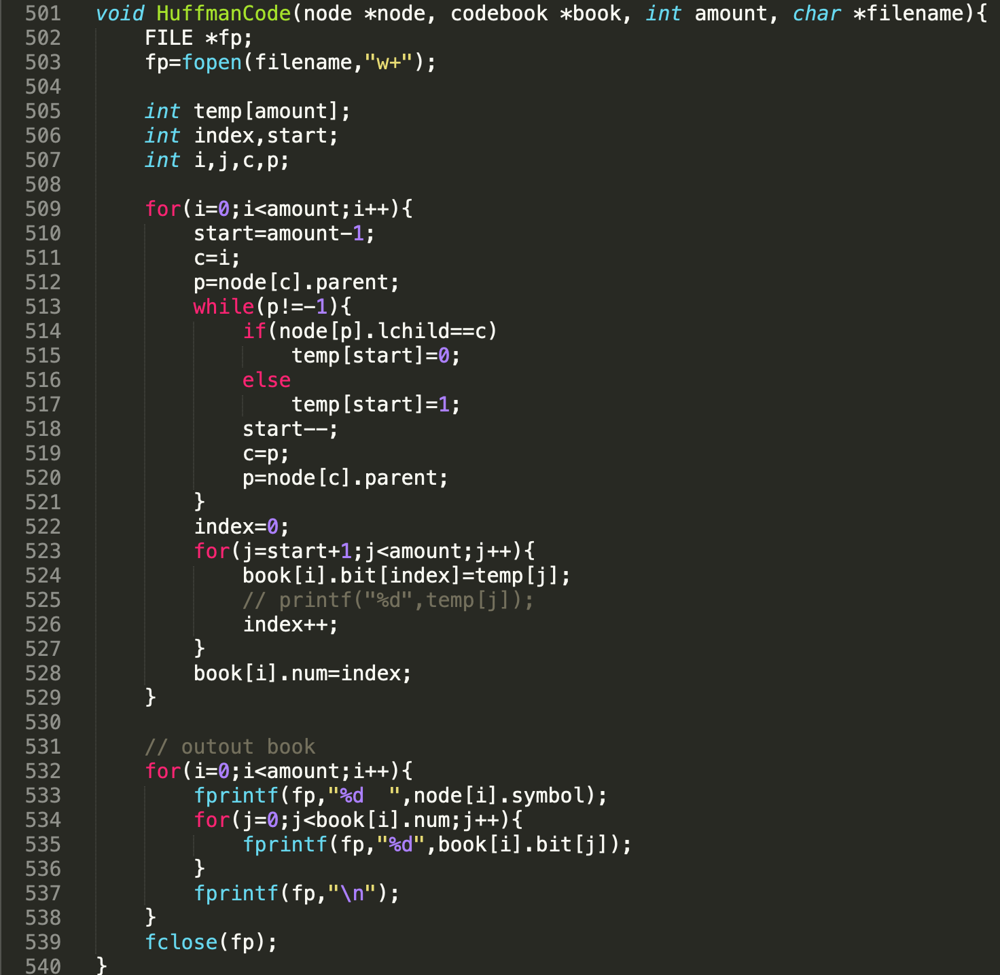 501 void HuffmanCode(node *node, codebook *book, int amount, char *filename){
502     FILE *fp;
503     fp=fopen(filename,"w+");
504
505     int temp[amount];
506     int index,start;
507     int i,j,c,p;
508
509     for(i=0;i<amount;i++){
510         start=amount-1;
511         c=i;
512         p=node[c].parent;
513         while(p!=-1){
514             if(node[p].lchild==c)
515                 temp[start]=0;
516             else
517                 temp[start]=1;
518             start--;
519             c=p;
520             p=node[c].parent;
521         }
522         index=0;
523         for(j=start+1;j<amount;j++){
524             book[i].bit[index]=temp[j];
525             // printf("%d",temp[j]);
526             index++;
527         }
528         book[i].num=index;
529     }
530
531     // outout book
532     for(i=0;i<amount;i++){
533         fprintf(fp,"%d  ",node[i].symbol);
534         for(j=0;j<book[i].num;j++){
535             fprintf(fp,"%d",book[i].bit[j]);
536         }
537         fprintf(fp,"\n");
538     }
539     fclose(fp);
540 }